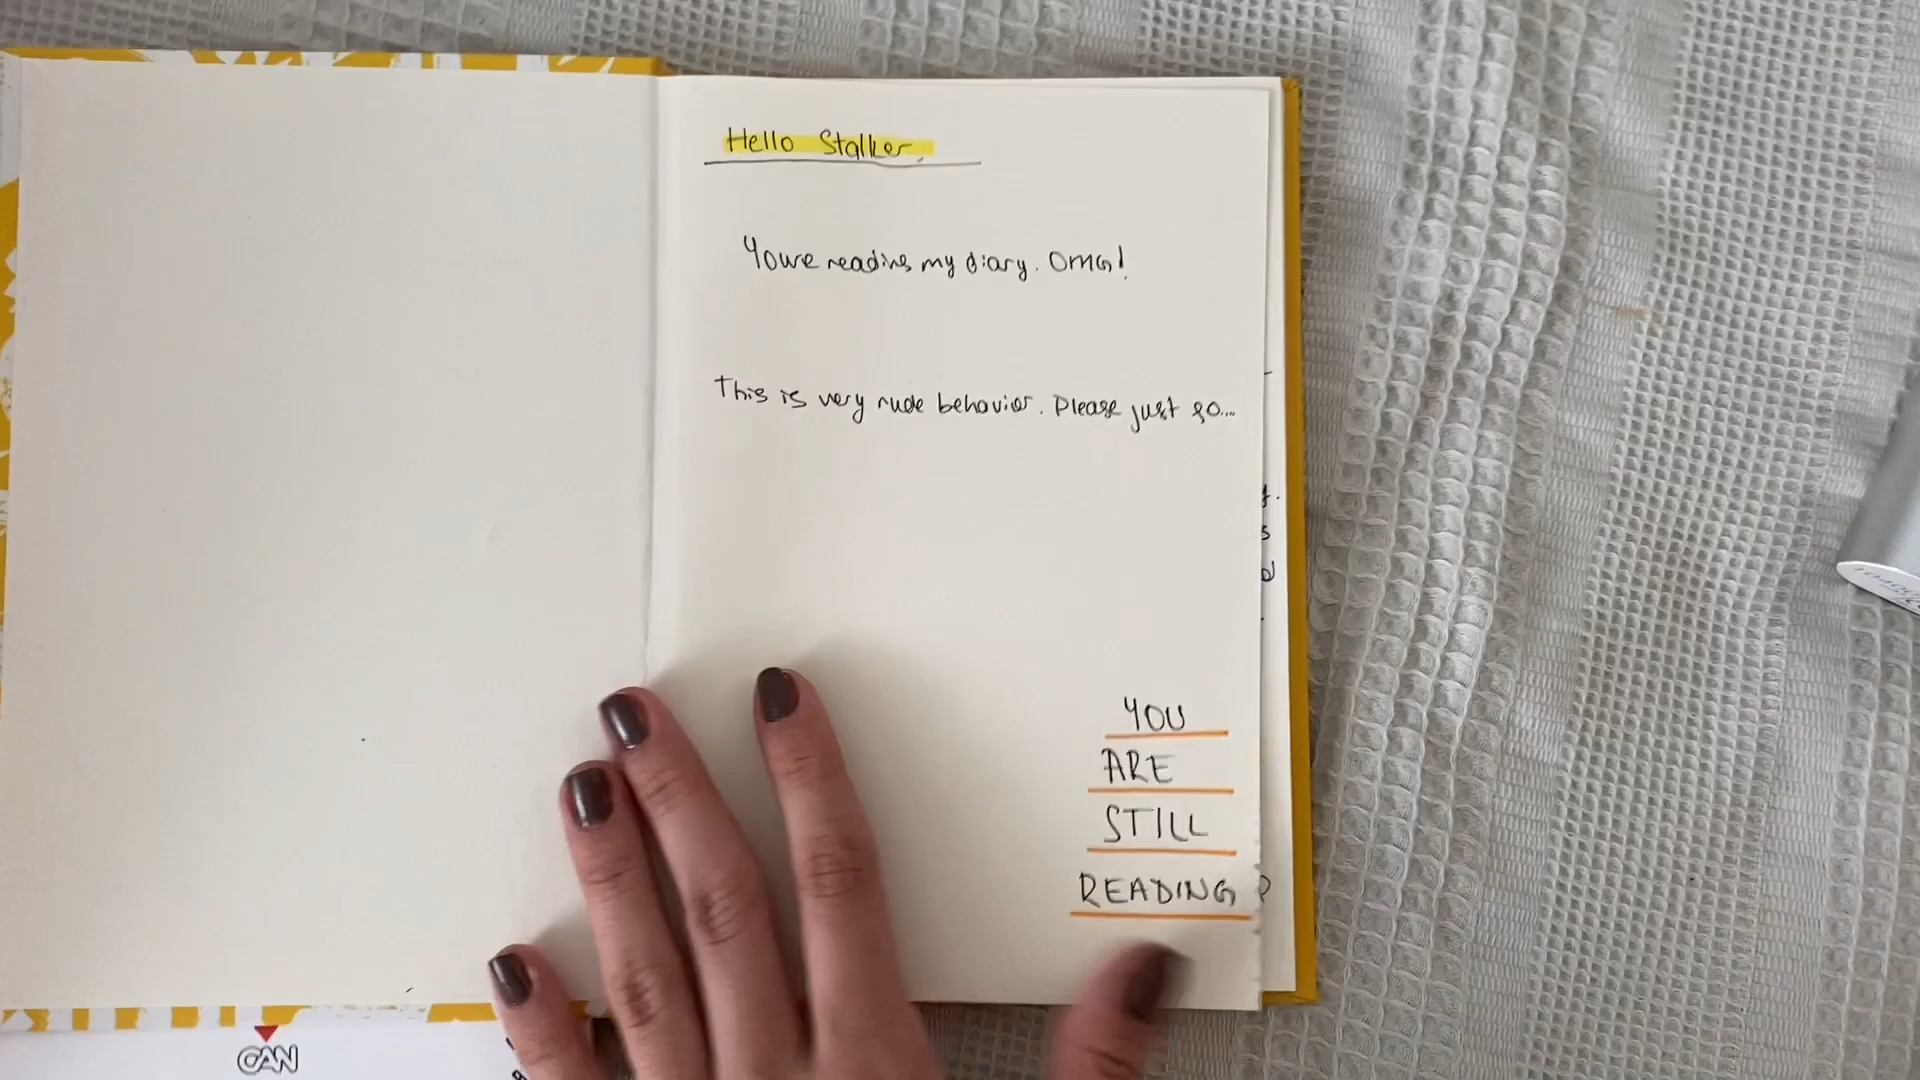 Hello Stalker.
Youre reading my diary. OMG!
This is very rude behavior. Please just go...
YOU
ARE
STILL
READING ?
CAN